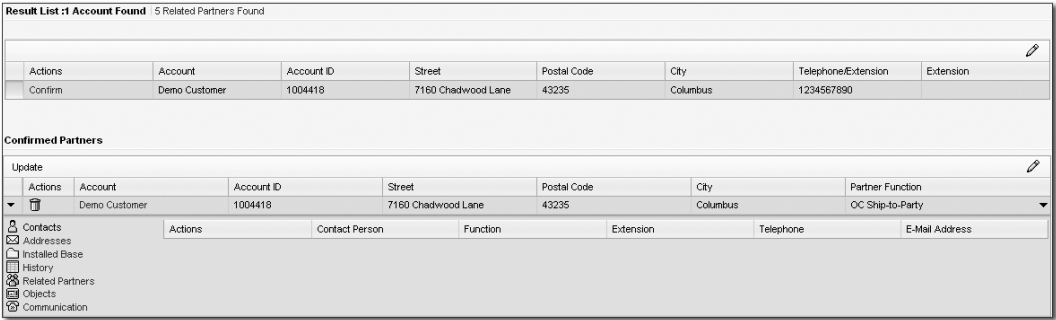 Result List :1 Account Found 5 Related Partners Found
Actions Account Account ID Street Postal Code City Telephone/Extension Extension
Confirm Demo Customer 1004418 7160 Chadwood Lane 43235 Columbus 1234567890
Confirmed Partners
Update
Actions Account Account ID Street Postal Code City Partner Function
Demo Customer 1004418 7160 Chadwood Lane 43235 Columbus OC Ship-to-Party
Contacts Actions Contact Person Function Extension Telephone E-Mail Address
Addresses
Installed Base
History
Related Partners
Objects
Communication